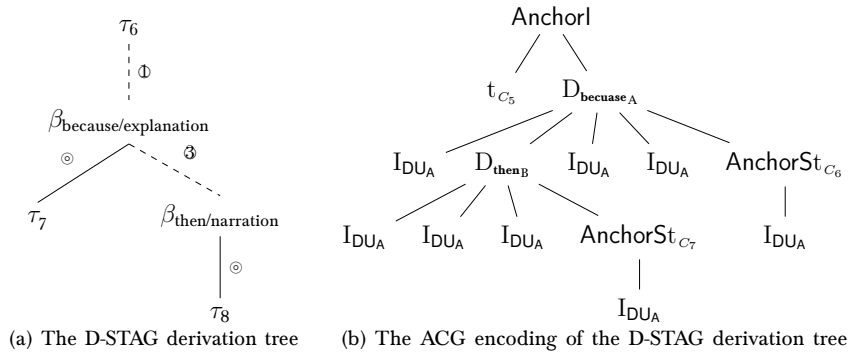 τ6
①
β because/explanation
◎ ③
τ7
β then/narration
◎
τ8
(a) The D-STAG derivation tree
AnchorI
t C5 D becuase A
I DUA D then B I DUA I DUA AnchorSt C6
I DUA I DUA I DUA AnchorSt C7 I DUA
I DUA
(b) The ACG encoding of the D-STAG derivation tree